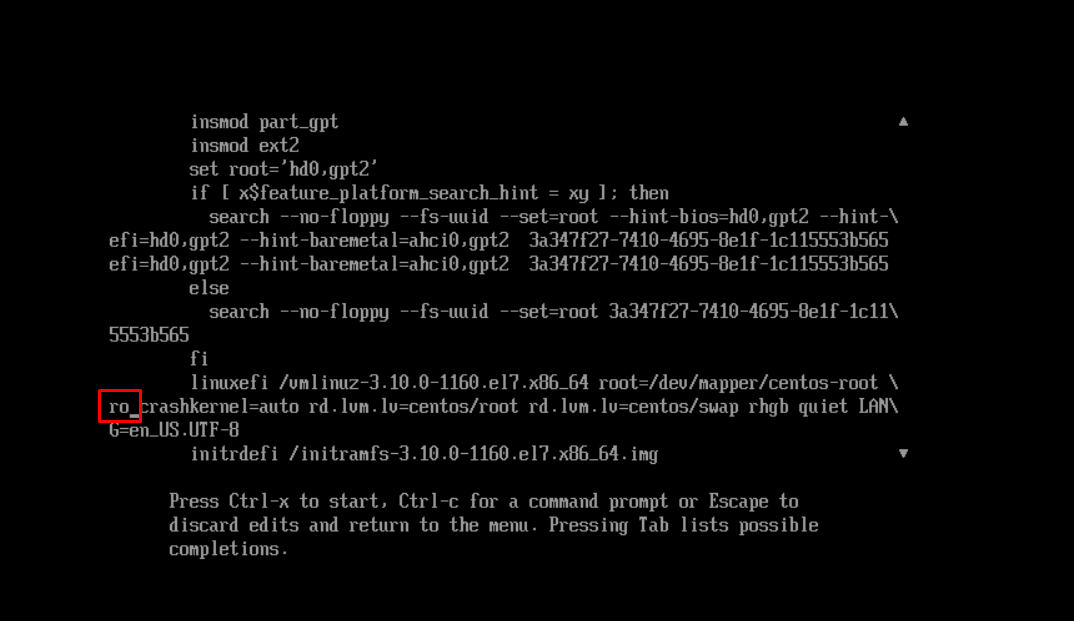 insmod part_gpt
insmod ext2
set root='hd0,gpt2'
if [ x$feature_platform_search_hint = xy ]; then
search --no-floppy --fs-uuid --set=root --hint-bios=hd0,gpt2 --hint-\
efi=hd0,gpt2 --hint-baremetal=ahci0,gpt2  3a347f27-7410-4695-8e1f-1c115553b565
efi=hd0,gpt2 --hint-baremetal=ahci0,gpt2  3a347f27-7410-4695-8e1f-1c115553b565
else
search --no-floppy --fs-uuid --set=root 3a347f27-7410-4695-8e1f-1c11\
5553b565
fi
linuxefi /vmlinuz-3.10.0-1160.el7.x86_64 root=/dev/mapper/centos-root \
ro crashkernel=auto rd.lvm.lv=centos/root rd.lvm.lv=centos/swap rhgb quiet LAN\
G=en_US.UTF-8
initrdefi /initramfs-3.10.0-1160.el7.x86_64.img
Press Ctrl-x to start, Ctrl-c for a command prompt or Escape to
discard edits and return to the menu. Pressing Tab lists possible
completions.